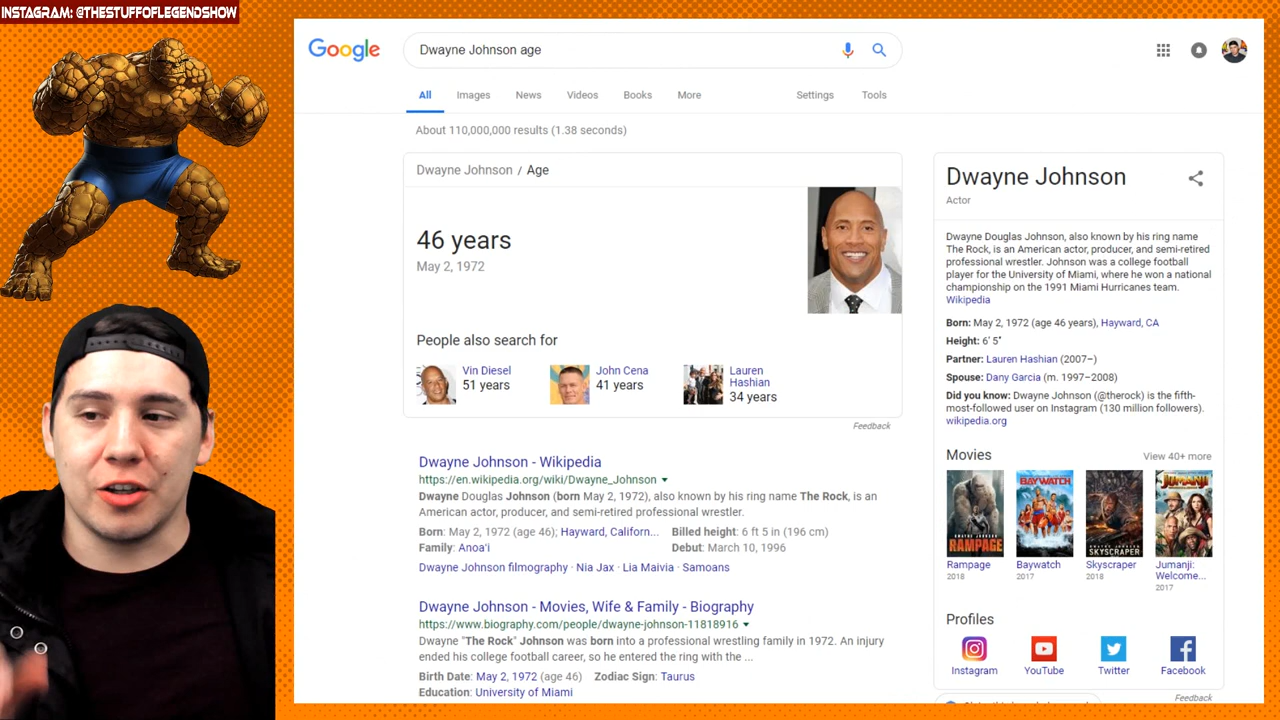 INSTAGRAM: @THESTUFFOFLEGENDSHOW
Google
Dwayne Johnson age
All Images News Videos Books More Settings Tools
About 110,000,000 results (1.38 seconds)
Dwayne Johnson / Age
46 years
May 2, 1972
People also search for
Vin Diesel
51 years
John Cena
41 years
Lauren
Hashian
34 years
Feedback
Dwayne Johnson - Wikipedia
https://en.wikipedia.org/wiki/Dwayne_Johnson
Dwayne Douglas Johnson (born May 2, 1972), also known by his ring name The Rock, is an
American actor, producer, and semi-retired professional wrestler.
Born: May 2, 1972 (age 46); Hayward, Californ... Billed height: 6 ft 5 in (196 cm)
Family: Anoa'i Debut: March 10, 1996
Dwayne Johnson filmography · Nia Jax · Lia Maivia · Samoans
Dwayne Johnson - Movies, Wife & Family - Biography
https://www.biography.com/people/dwayne-johnson-11818916
Dwayne "The Rock" Johnson was born into a professional wrestling family in 1972. An injury
ended his college football career, so he entered the ring with the ...
Birth Date: May 2, 1972 (age 46) Zodiac Sign: Taurus
Education: University of Miami
Dwayne Johnson
Actor
Dwayne Douglas Johnson, also known by his ring name
The Rock, is an American actor, producer, and semi-retired
professional wrestler. Johnson was a college football
player for the University of Miami, where he won a national
championship on the 1991 Miami Hurricanes team.
Wikipedia
Born: May 2, 1972 (age 46 years), Hayward, CA
Height: 6′ 5″
Partner: Lauren Hashian (2007–)
Spouse: Dany Garcia (m. 1997–2008)
Did you know: Dwayne Johnson (@therock) is the fifth-
most-followed user on Instagram (130 million followers).
wikipedia.org
Movies View 40+ more
RAMPAGE
BAYWATCH
SKYSCRAPER
JUMANJI
Rampage
2018
Baywatch
2017
Skyscraper
2018
Jumanji:
Welcome...
2017
Profiles
Instagram YouTube Twitter Facebook
Feedback